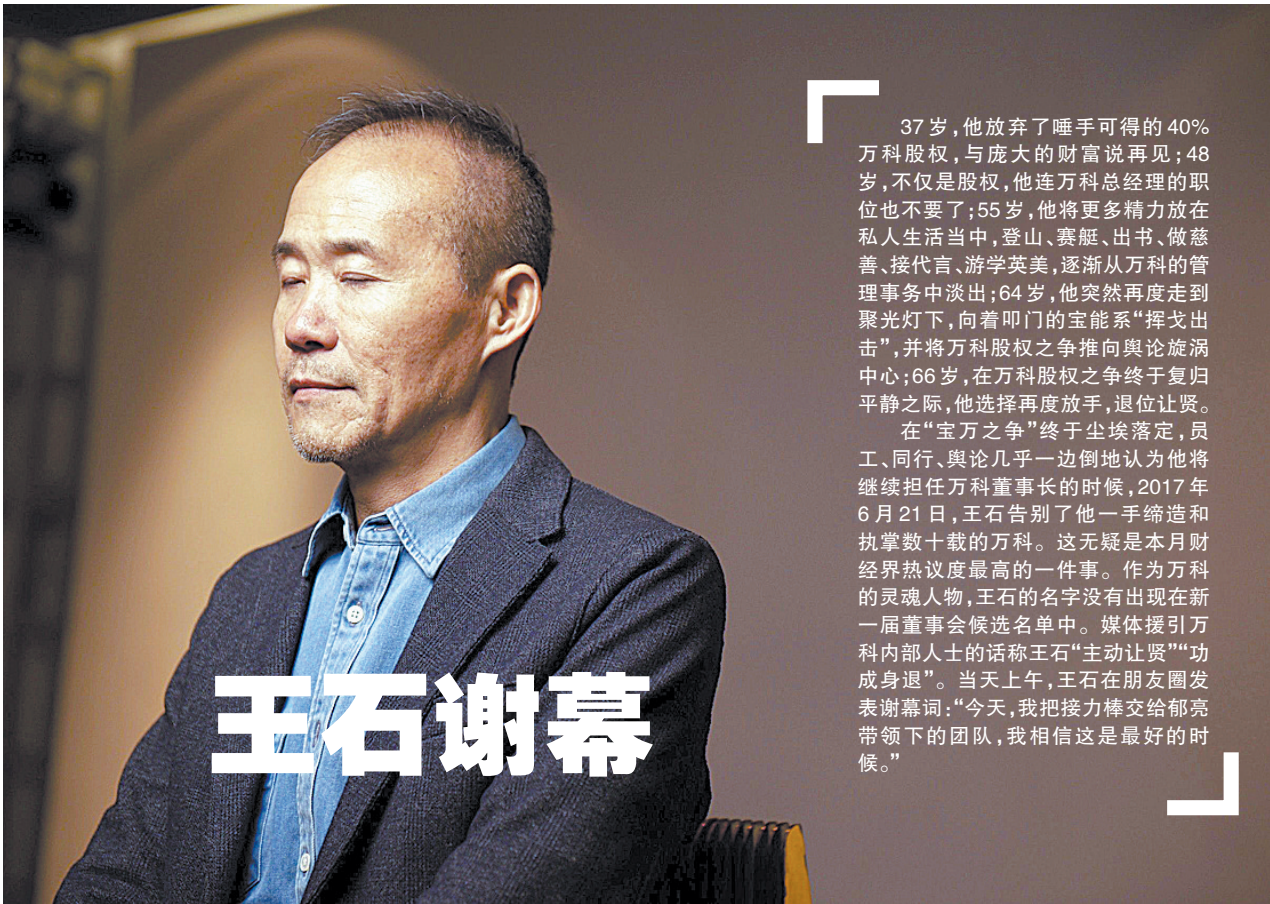 37岁，他放弃了唾手可得的40%
万科股权，与庞大的财富说再见；48
岁，不仅是股权，他连万科总经理的职
位也不要了；55岁，他将更多精力放在
私人生活当中，登山、赛艇、出书、做慈
善、接代言、游学英美，逐渐从万科的管
理事务中淡出；64岁，他突然再度走到
聚光灯下，向着叩门的宝能系“挥戈出
击”，并将万科股权之争推向舆论旋涡
中心；66岁，在万科股权之争终于复归
平静之际，他选择再度放手，退位让贤。
在“宝万之争”终于尘埃落定，员
工、同行、舆论几乎一边倒地认为他将
继续担任万科董事长的时候，2017年
6月21日，王石告别了他一手缔造和
执掌数十载的万科。这无疑是本月财
经界热议度最高的一件事。作为万科
的灵魂人物，王石的名字没有出现在新
一届董事会候选名单中。媒体援引万
科内部人士的话称王石“主动让贤”“功
成身退”。当天上午，王石在朋友圈发
表谢幕词：“今天，我把接力棒交给郁亮
带领下的团队，我相信这是最好的时
候。”
王石谢幕